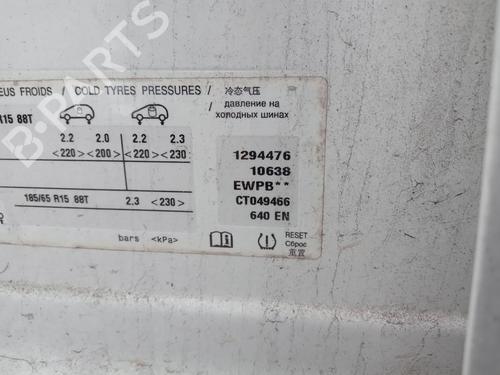 EUS FROIDS / COLD TYRES PRESSURES / 冷态气压
давление на
холодных шинах
R15 88T
2.2 2.0 2.2 2.3
<220> <200> <220> <230>
1294476
10638
EWPB**
185/65 R15 88T 2.3 <230> CT049466
640 EN
bars <kPa> RESET
Сброс
重置
B-PARTS